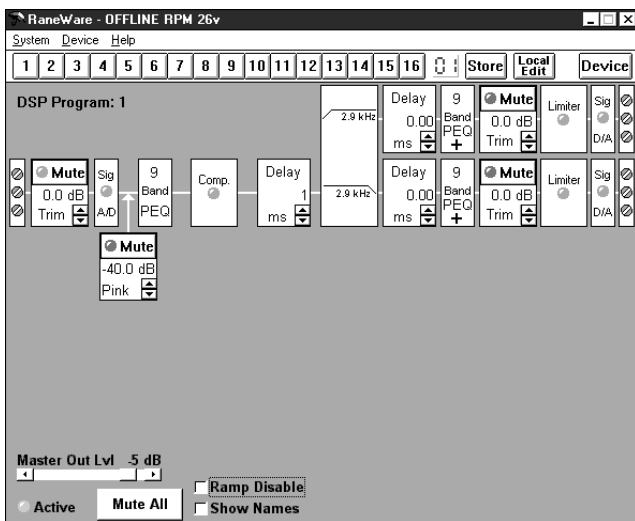 RaneWare - OFFLINE RPM 26v
System Device Help
1 2 3 4 5 6 7 8 9 10 11 12 13 14 15 16 01 Store Local Edit Device
DSP Program: 1
2.9 kHz
Delay
0.00
ms
9
Band
PEQ
+
Mute
0.0 dB
Trim
Limiter
Sig
D/A
Mute
0.0 dB
Trim
Sig
A/D
9
Band
PEQ
Comp.
Delay
1
ms
2.9 kHz
Delay
0.00
ms
9
Band
PEQ
+
Mute
0.0 dB
Trim
Limiter
Sig
D/A
Mute
-40.0 dB
Pink
Master Out Lvl -5 dB
Active
Mute All
Ramp Disable
Show Names